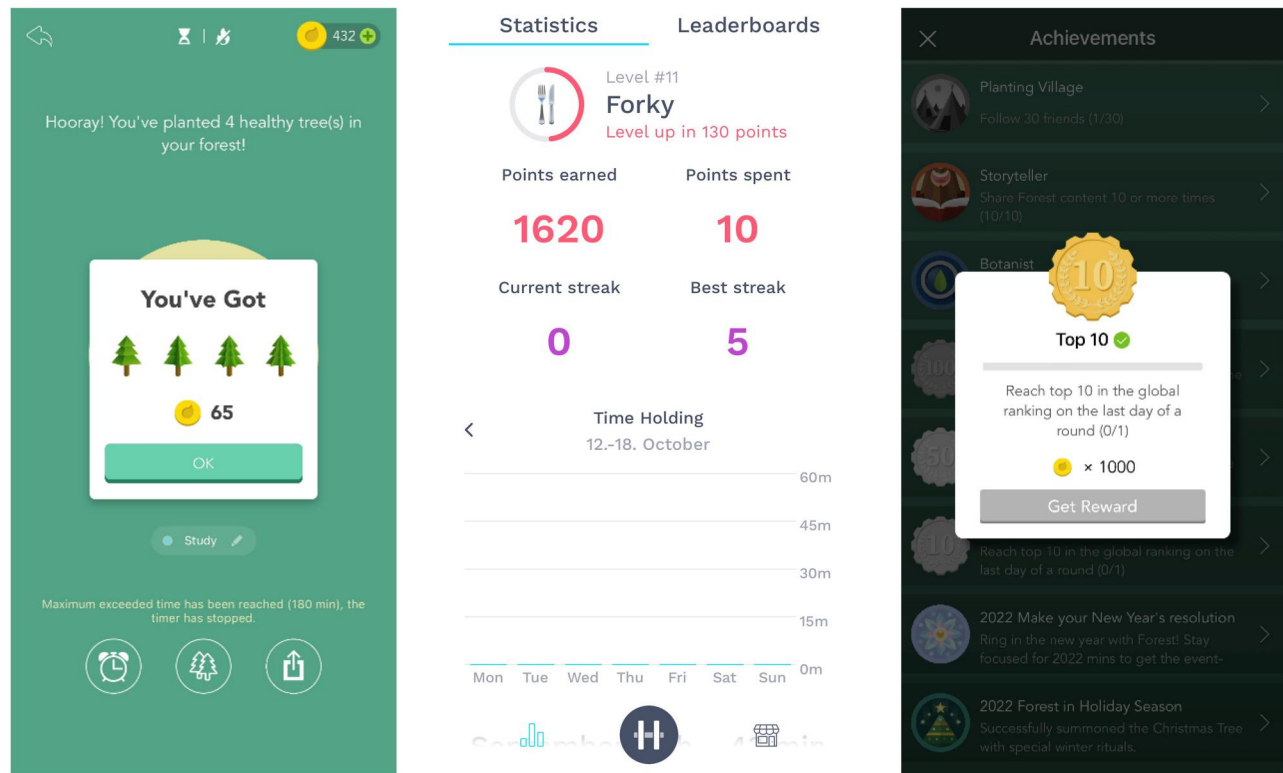 432
Hooray! You've planted 4 healthy tree(s) in
your forest!
You've Got
65
OK
Study
Maximum exceeded time has been reached (180 min), the
timer has stopped.
Statistics
Leaderboards
Level #11
Forky
Level up in 130 points
Points earned
Points spent
1620
10
Current streak
Best streak
0
5
Time Holding
12.-18. October
60m
45m
30m
15m
0m
Mon Tue Wed Thu Fri Sat Sun
Achievements
Planting Village
Follow 30 friends (1/30)
Storyteller
Share Forest content 10 or more times
(10/10)
Botanist
10
Top 10
Reach top 10 in the global
ranking on the last day of a
round (0/1)
× 1000
Get Reward
100
50
10
Reach top 10 in the global ranking on the
last day of a round (0/1)
2022 Make your New Year's resolution
Ring in the new year with Forest! Stay
focused for 2022 mins to get the event-
2022 Forest in Holiday Season
Successfully summoned the Christmas Tree
with special winter rituals.